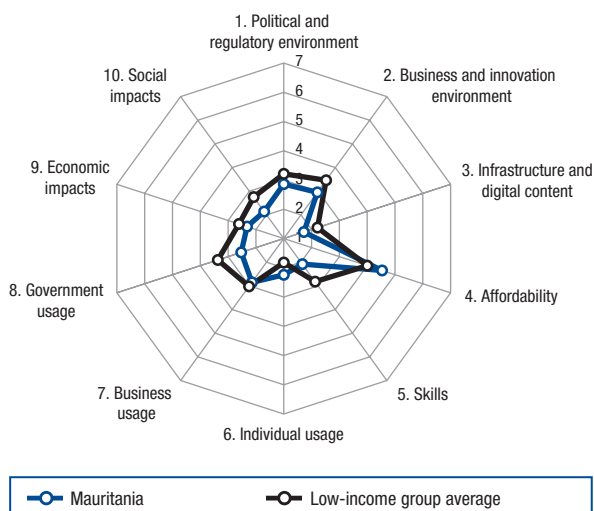 1. Political and
regulatory environment
2. Business and innovation
environment
3. Infrastructure and
digital content
4. Affordability
5. Skills
6. Individual usage
7. Business
usage
8. Government
usage
9. Economic
impacts
10. Social
impacts
7
6
5
4
3
2
1
Mauritania
Low-income group average